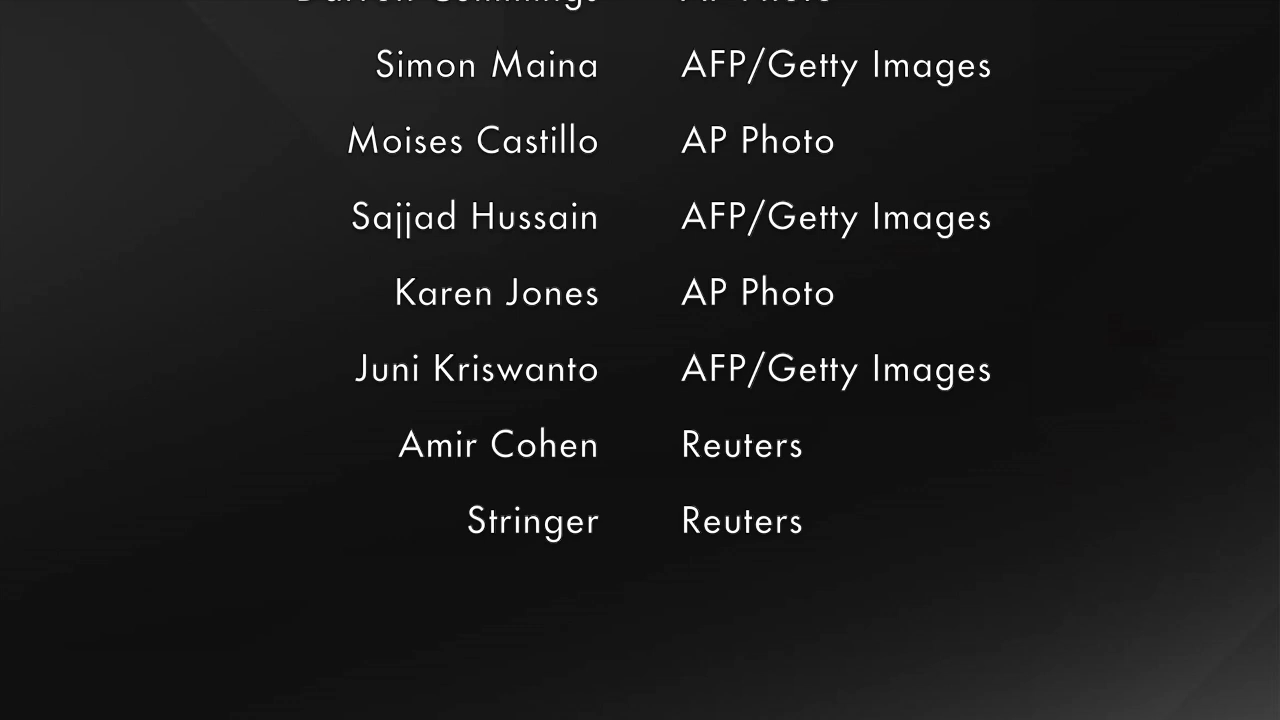 Simon Maina AFP/Getty Images
Moises Castillo AP Photo
Sajjad Hussain AFP/Getty Images
Karen Jones AP Photo
Juni Kriswanto AFP/Getty Images
Amir Cohen Reuters
Stringer Reuters